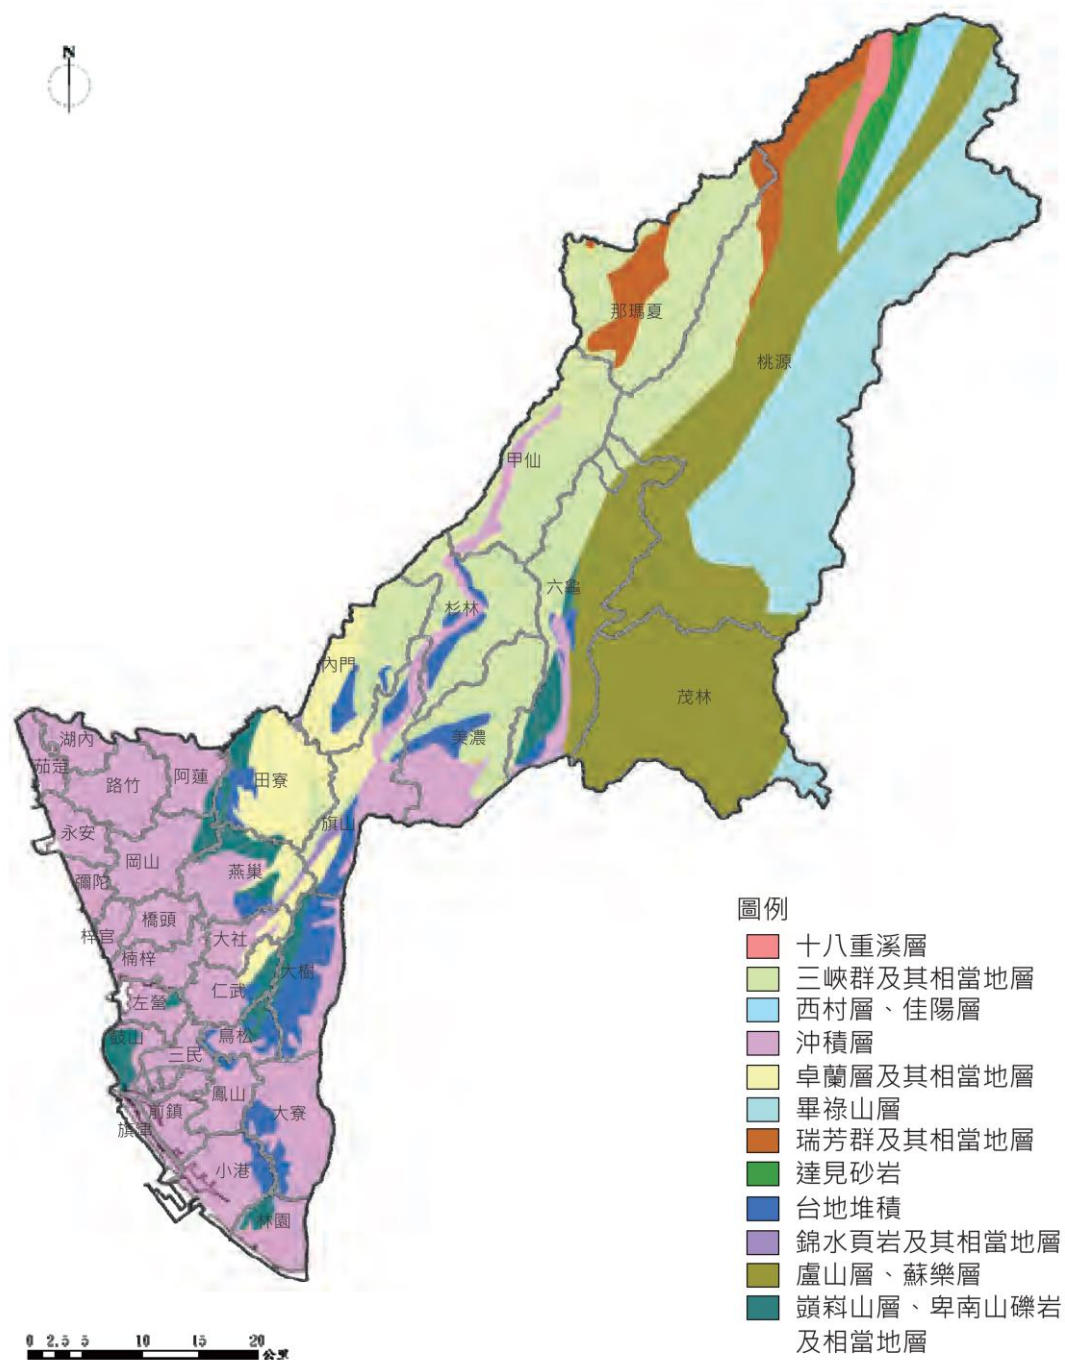 N
那瑪夏
桃源
甲仙
六龜
杉林
內門
茂林
美濃
湖內
茄萣
路竹
阿蓮
田寮
旗山
永安
岡山
燕巢
彌陀
橋頭
梓官
大社
楠梓
大樹
仁武
左營
鼓山
鳥松
三民
鳳山
前鎮
大寮
旗津
小港
林園
圖例
十八重溪層
三峽群及其相當地層
西村層、佳陽層
沖積層
卓蘭層及其相當地層
畢祿山層
瑞芳群及其相當地層
達見砂岩
台地堆積
錦水頁岩及其相當地層
盧山層、蘇樂層
頭嵙山層、卑南山礫岩
及相當地層
0 2.5 5 10 15 20
公里